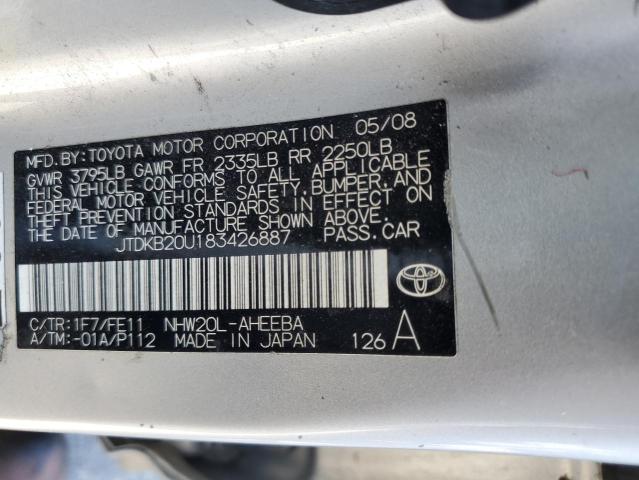 MFD. BY: TOYOTA MOTOR CORPORATION 05/08
GVWR 3795LB GAWR FR 2335LB RR 2250LB
THIS VEHICLE CONFORMS TO ALL APPLICABLE
FEDERAL MOTOR VEHICLE SAFETY, BUMPER, AND
THEFT PREVENTION STANDARDS IN EFFECT ON
THE DATE OF MANUFACTURE SHOWN ABOVE.
JTDKB20U183426887 PASS. CAR
C/TR: 1F7/FE11 NHW20L-AHEEBA
A/TM: -01A/P112 MADE IN JAPAN 126 A